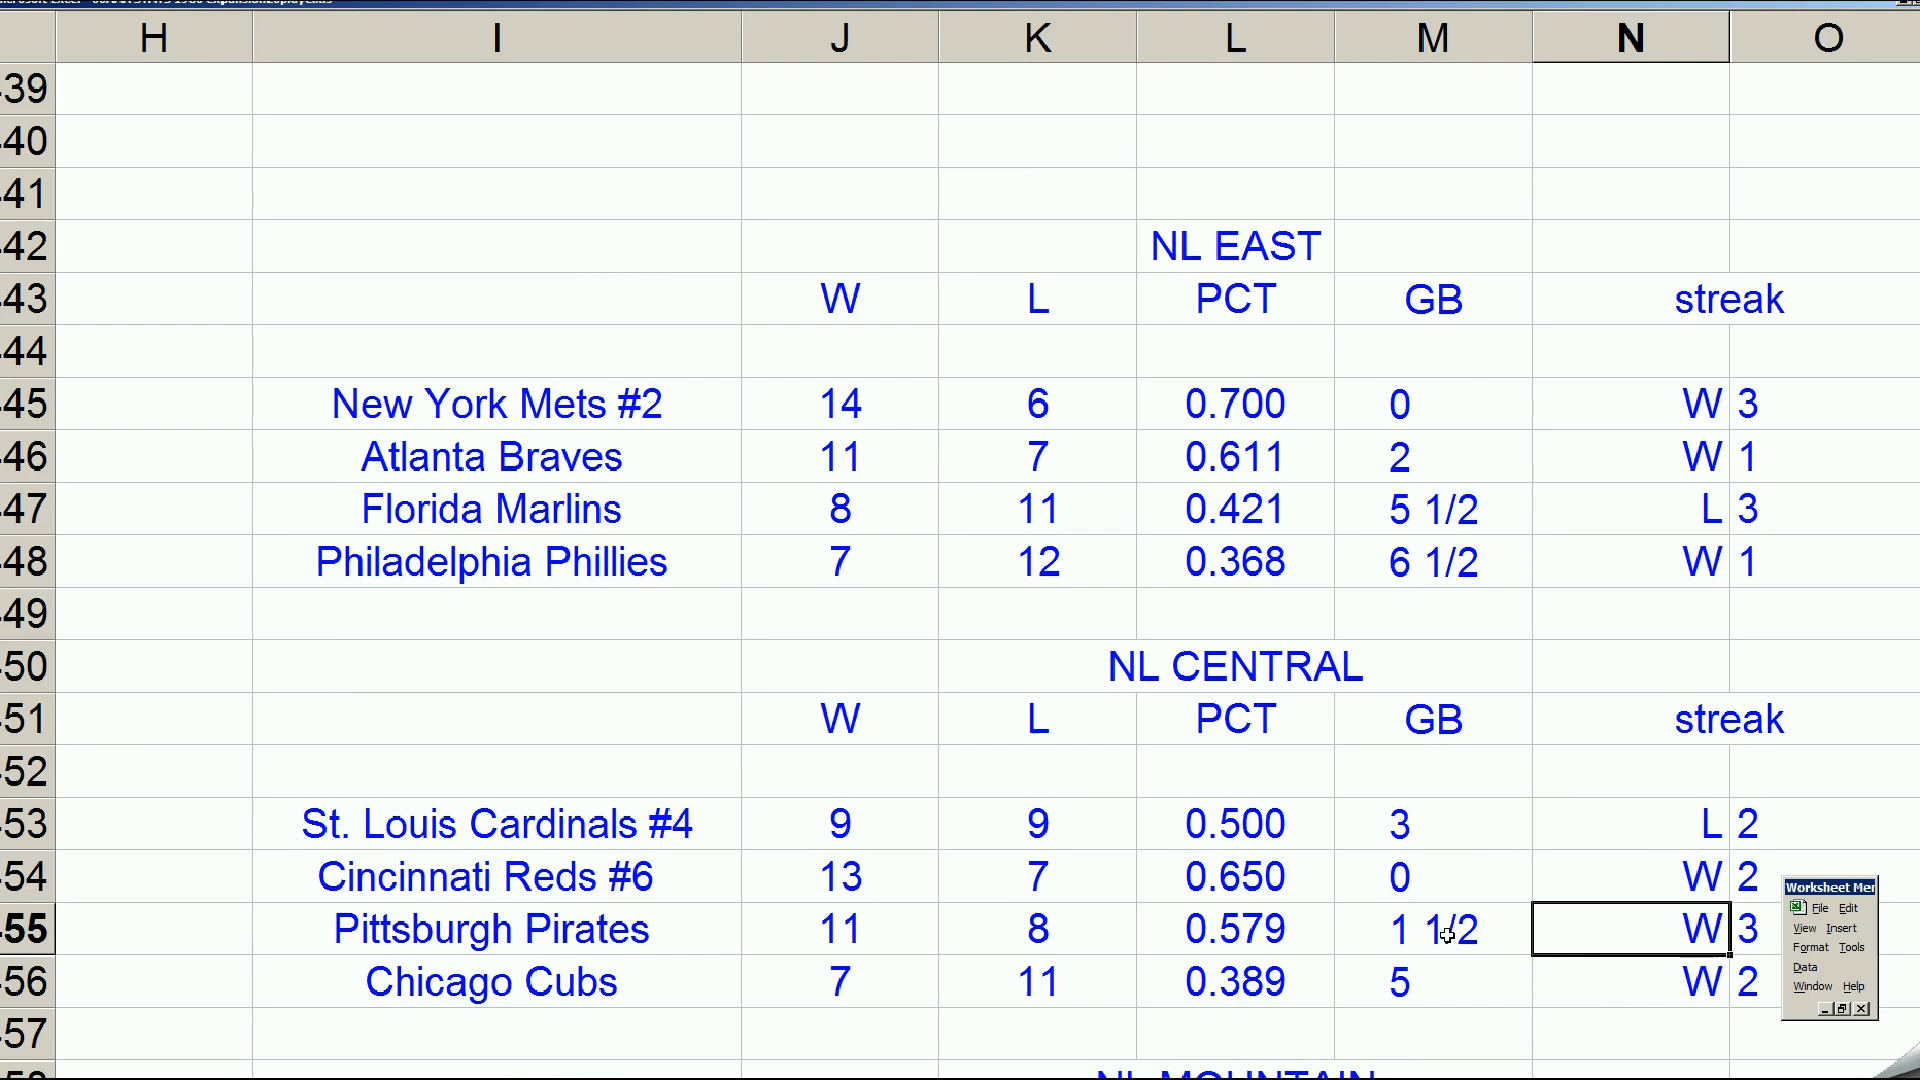 H I J K L M N O
39
40
41
42 NL EAST
43 W L PCT GB streak
44
45 New York Mets #2 14 6 0.700 0 W 3
46 Atlanta Braves 11 7 0.611 2 W 1
47 Florida Marlins 8 11 0.421 5 1/2 L 3
48 Philadelphia Phillies 7 12 0.368 6 1/2 W 1
49
50 NL CENTRAL
51 W L PCT GB streak
52
53 St. Louis Cardinals #4 9 9 0.500 3 L 2
54 Cincinnati Reds #6 13 7 0.650 0 W 2
55 Pittsburgh Pirates 11 8 0.579 1 1/2 W 3
56 Chicago Cubs 7 11 0.389 5 W 2
57
NL MOUNTAIN
Worksheet Men
File Edit
View Insert
Format Tools
Data
Window Help